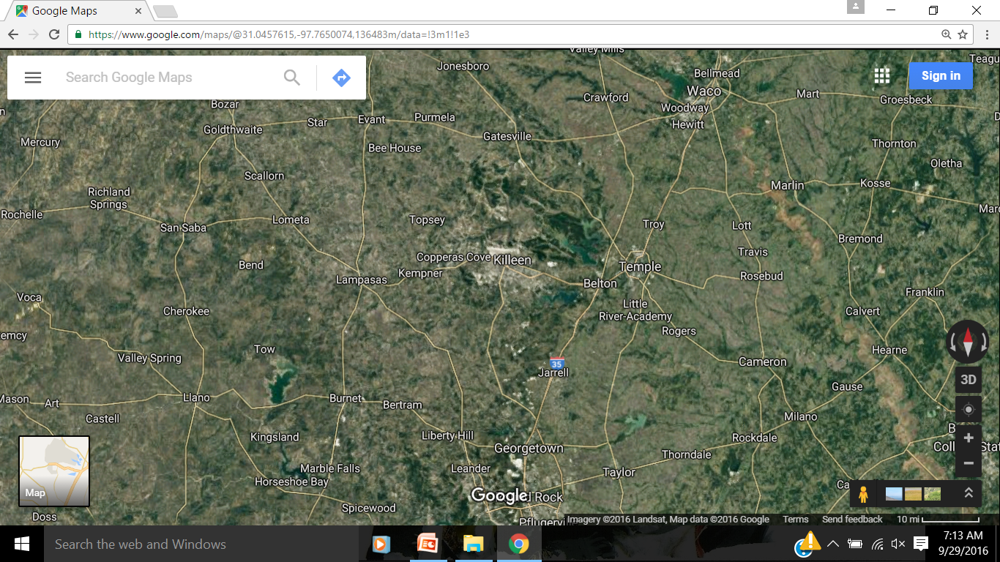 Google Maps
https://www.google.com/maps/@31.0457615,-97.7650074,136483m/data=!3m1!1e3
Search Google Maps
Sign in
Valley Mills
Teagu
Jonesboro
Bellmead
Waco
Mart
Crawford
Groesbeck
Bozar
Woodway
Star
Evant
Purmela
Hewitt
Goldthwaite
Gatesville
Mercury
Thornton
Bee House
Oletha
Scallorn
Marlin
Kosse
Richland
Springs
Rochelle
Lometa
Topsey
San Saba
Troy
Lott
Bremond
Travis
Copperas Cove
Killeen
Bend
Kempner
Temple
Rosebud
Lampasas
Belton
Voca
Franklin
Little
River-Academy
Cherokee
Calvert
Rogers
emcy
Tow
Hearne
Valley Spring
35
Cameron
Jarrell
3D
Gause
Mason
Art
Llano
Burnet
Bertram
Castell
Milano
Kingsland
Liberty Hill
Rockdale
Georgetown
Thorndale
Marble Falls
Leander
Taylor
Horseshoe Bay
Ca
Map
Google
d Rock
Spicewood
Doss
Pflugervil
Imagery ©2016 Landsat, Map data ©2016 Google
Terms
Send feedback
10 mi
Search the web and Windows
7:13 AM
9/29/2016